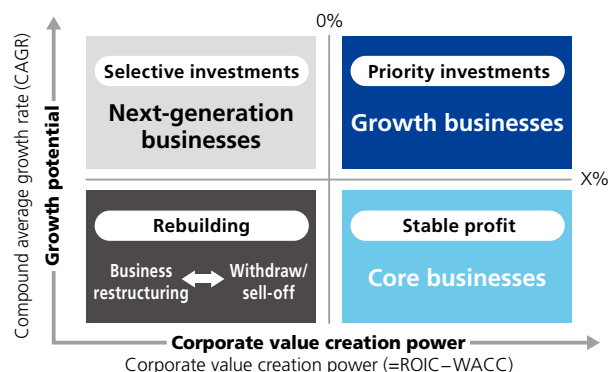 0%
Compound average growth rate (CAGR)
Growth potential
Selective investments
Next-generation
businesses
Priority investments
Growth businesses
X%
Rebuilding
Business
restructuring
Withdraw/
sell-off
Stable profit
Core businesses
Corporate value creation power
Corporate value creation power (=ROIC–WACC)